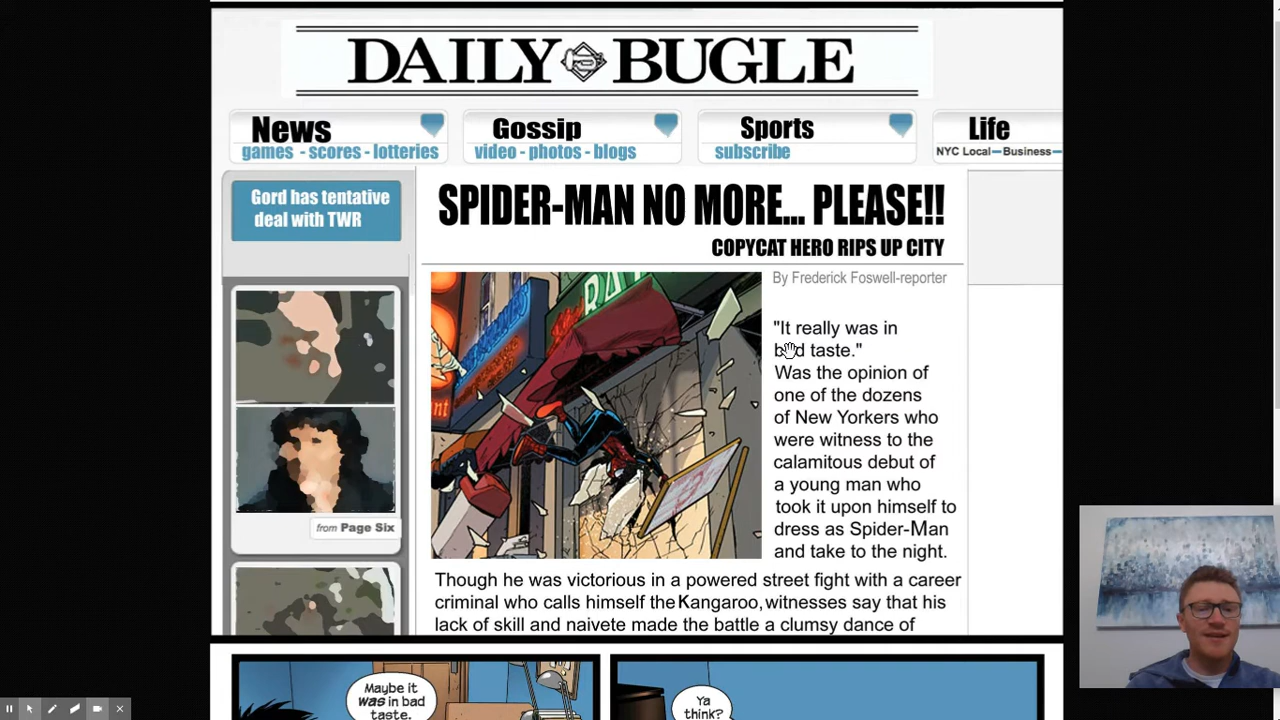 DAILY BUGLE
News
games - scores - lotteries
Gossip
video - photos - blogs
Sports
subscribe
Life
NYC Local—Business—
Gord has tentative
deal with TWR
from Page Six
SPIDER-MAN NO MORE... PLEASE!!
COPYCAT HERO RIPS UP CITY
By Frederick Foswell-reporter
"It really was in
bad taste."
Was the opinion of
one of the dozens
of New Yorkers who
were witness to the
calamitous debut of
a young man who
took it upon himself to
dress as Spider-Man
and take to the night.
Though he was victorious in a powered street fight with a career
criminal who calls himself the Kangaroo, witnesses say that his
lack of skill and naivete made the battle a clumsy dance of
Maybe it
was in bad
taste.
Ya
think?